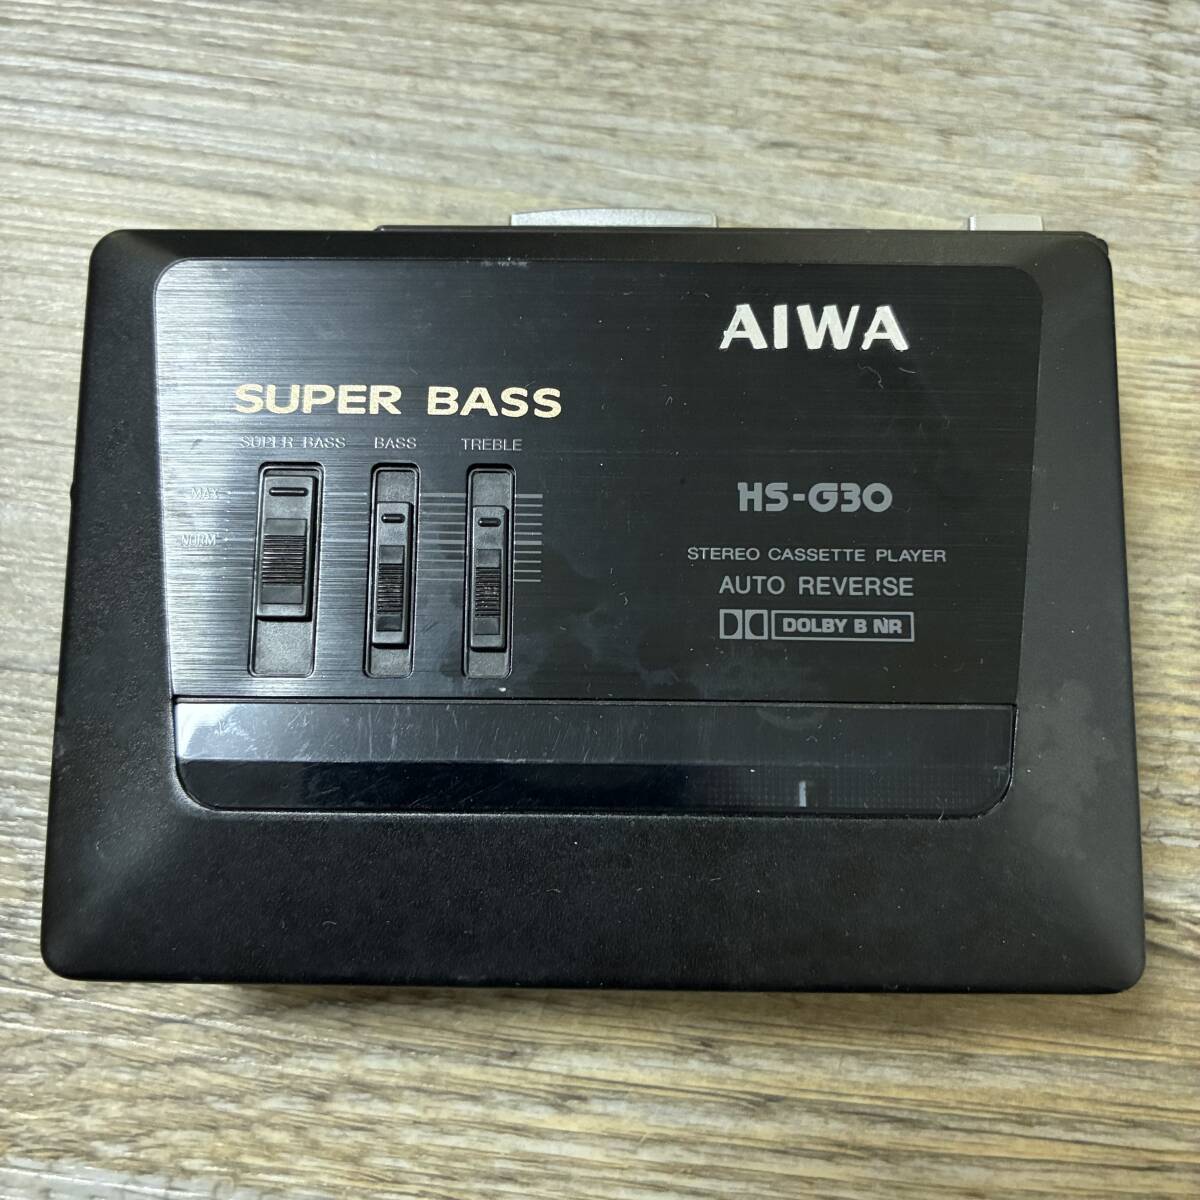 AIWA
SUPER BASS
SUPER BASS BASS TREBLE
MAX
NORM
HS-G30
STEREO CASSETTE PLAYER
AUTO REVERSE
DOLBY B NR